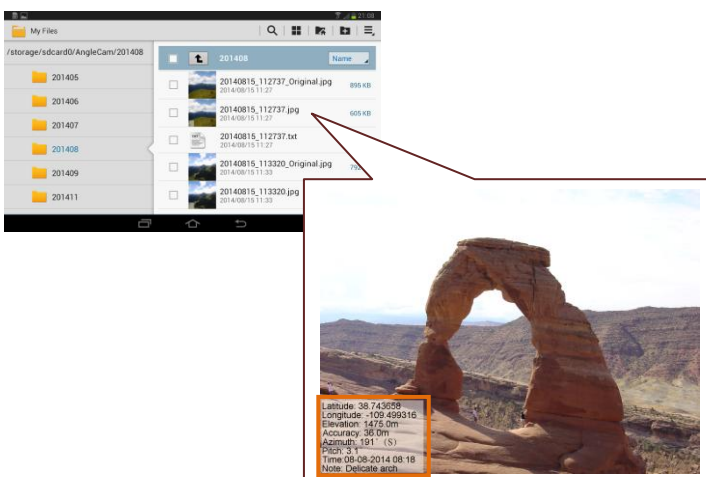 21:08
My Files
/storage/sdcard0/AngleCam/201408
201405
201406
201407
201408
201409
201411
201408
Name
20140815_112737_Original.jpg
2014/08/15 11:27
895 KB
20140815_112737.jpg
2014/08/15 11:27
605 KB
20140815_112737.txt
2014/08/15 11:27
20140815_113320_Original.jpg
2014/08/15 11:33
20140815_113320.jpg
2014/08/15 11:33
Latitude: 38.743658
Longitude: -109.499316
Elevation: 1475.0m
Accuracy: 36.0m
Azimuth: 191° (S)
Pitch: 3.1°
Time:08-08-2014 08:18
Note: Delicate arch